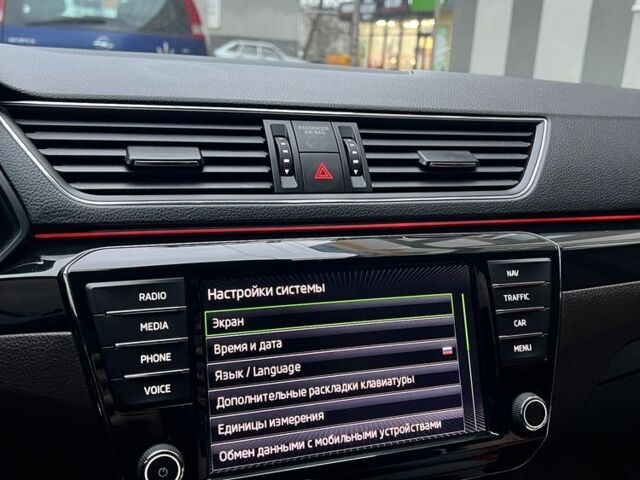 PASSENGER
AIR BAG
RADIO
MEDIA
PHONE
VOICE
Настройки системы
Экран
Время и дата
Язык / Language
Дополнительные раскладки клавиатуры
Единицы измерения
Обмен данными с мобильными устройствами
NAV
TRAFFIC
CAR
MENU